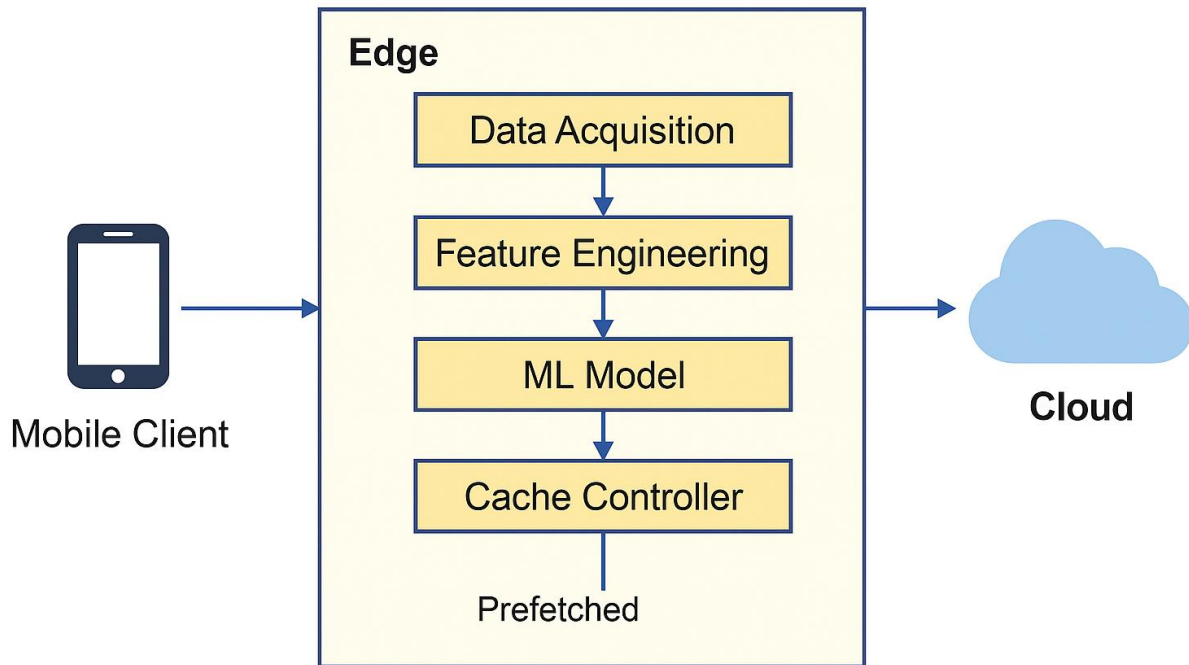 Edge
Data Acquisition
Feature Engineering
ML Model
Cache Controller
Prefetched
Mobile Client
Cloud